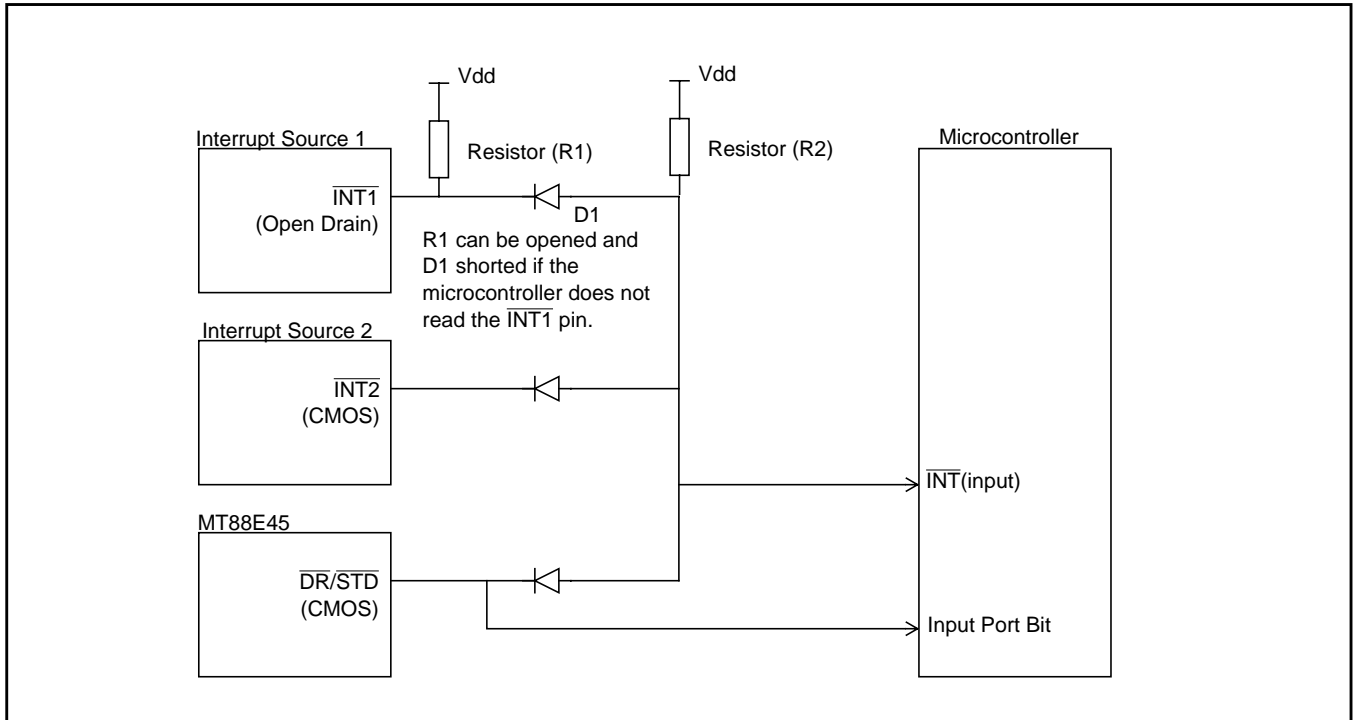 Vdd
Vdd
Interrupt Source 1
Resistor (R1)
Resistor (R2)
Microcontroller
INT1
(Open Drain)
D1
R1 can be opened and
D1 shorted if the
microcontroller does not
read the INT1 pin.
Interrupt Source 2
INT2
(CMOS)
INT(input)
MT88E45
DR/STD
(CMOS)
Input Port Bit